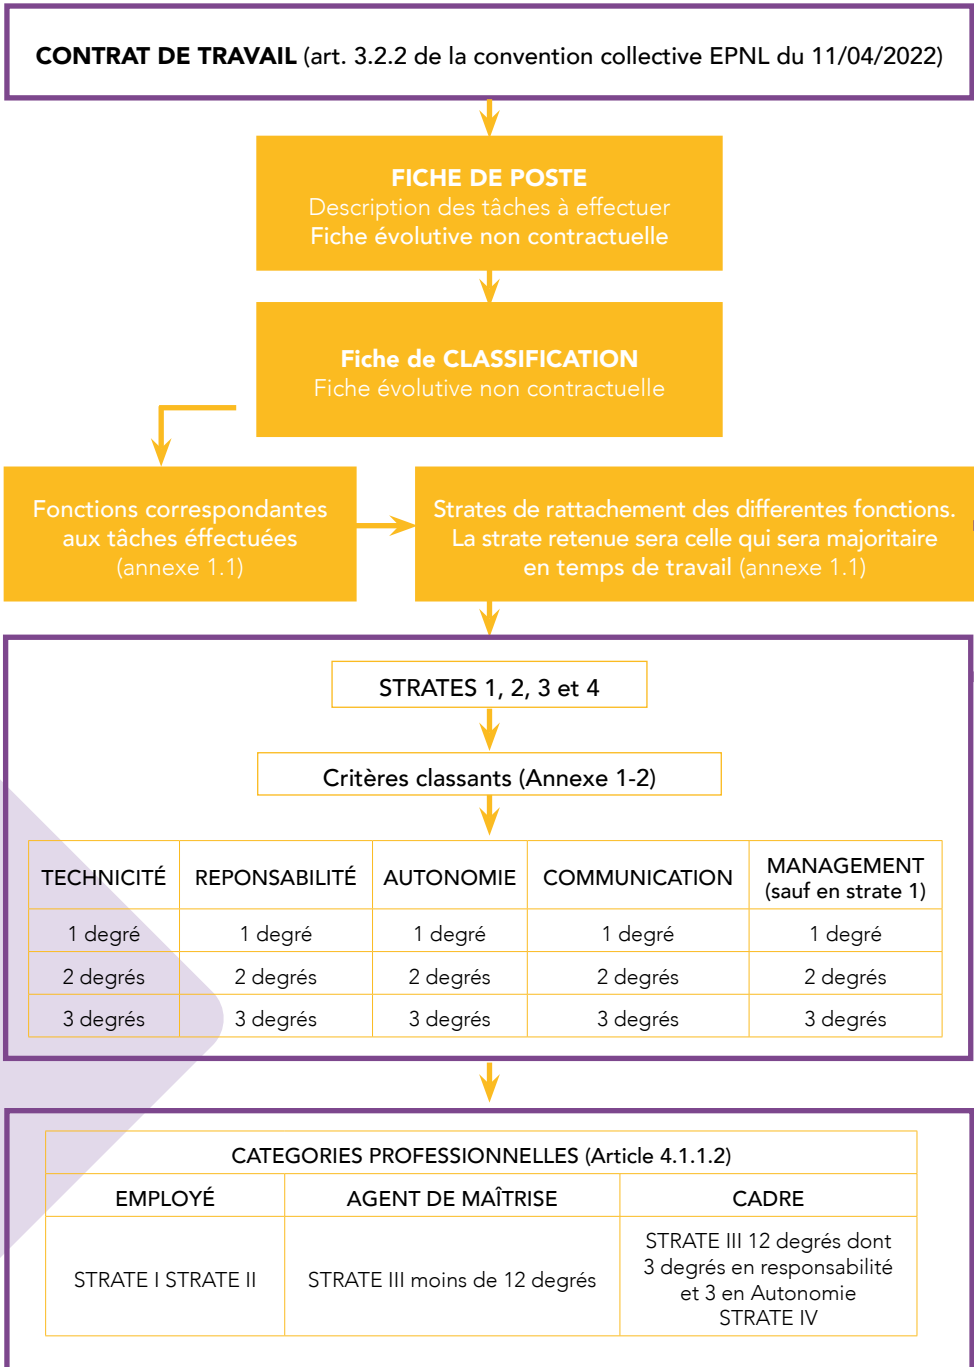 CONTRAT DE TRAVAIL (art. 3.2.2 de la convention collective EPNL du 11/04/2022)
FICHE DE POSTE
Description des tâches à effectuer
Fiche évolutive non contractuelle
Fiche de CLASSIFICATION
Fiche évolutive non contractuelle
Fonctions correspondantes
aux tâches éffectuées
(annexe 1.1)
Strates de rattachement des differentes fonctions.
La strate retenue sera celle qui sera majoritaire
en temps de travail (annexe 1.1)
STRATES 1, 2, 3 et 4
Critères classants (Annexe 1-2)
TECHNICITÉ REPONSABILITÉ AUTONOMIE COMMUNICATION MANAGEMENT
(sauf en strate 1)
1 degré 1 degré 1 degré 1 degré 1 degré
2 degrés 2 degrés 2 degrés 2 degrés 2 degrés
3 degrés 3 degrés 3 degrés 3 degrés 3 degrés
CATEGORIES PROFESSIONNELLES (Article 4.1.1.2)
EMPLOYÉ AGENT DE MAÎTRISE CADRE
STRATE I STRATE II
STRATE III moins de 12 degrés
STRATE III 12 degrés dont
3 degrés en responsabilité
et 3 en Autonomie
STRATE IV